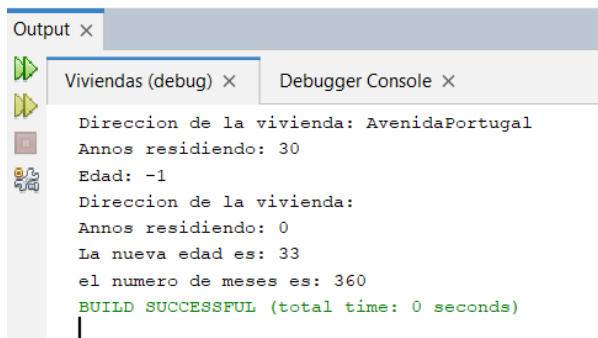 Output ×
Viviendas (debug) × Debugger Console ×
Direccion de la vivienda: AvenidaPortugal
Annos residiendo: 30
Edad: -1
Direccion de la vivienda:
Annos residiendo: 0
La nueva edad es: 33
el numero de meses es: 360
BUILD SUCCESSFUL (total time: 0 seconds)